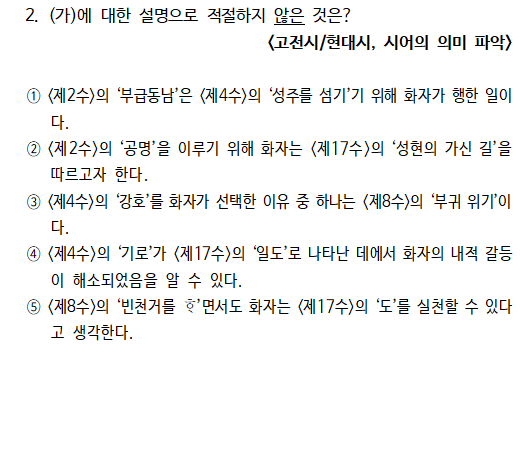 2. (가)에 대한 설명으로 적절하지 않은 것은?
<고전시/현대시, 시어의 의미 파악>
① <제2수>의 ‘부급동남’은 <제4수>의 ‘성주를 섬기’기 위해 화자가 행한 일이
다.
② <제2수>의 ‘공명’을 이루기 위해 화자는 <제17수>의 ‘성현의 가신 길’을
따르고자 한다.
③ <제4수>의 ‘강호’를 화자가 선택한 이유 중 하나는 <제8수>의 ‘부귀 위기’이
다.
④ <제4수>의 ‘기로’가 <제17수>의 ‘일도’로 나타난 데에서 화자의 내적 갈등
이 해소되었음을 알 수 있다.
⑤ <제8수>의 ‘빈천거를 ᄒᆞ’면서도 화자는 <제17수>의 ‘도’를 실천할 수 있다
고 생각한다.